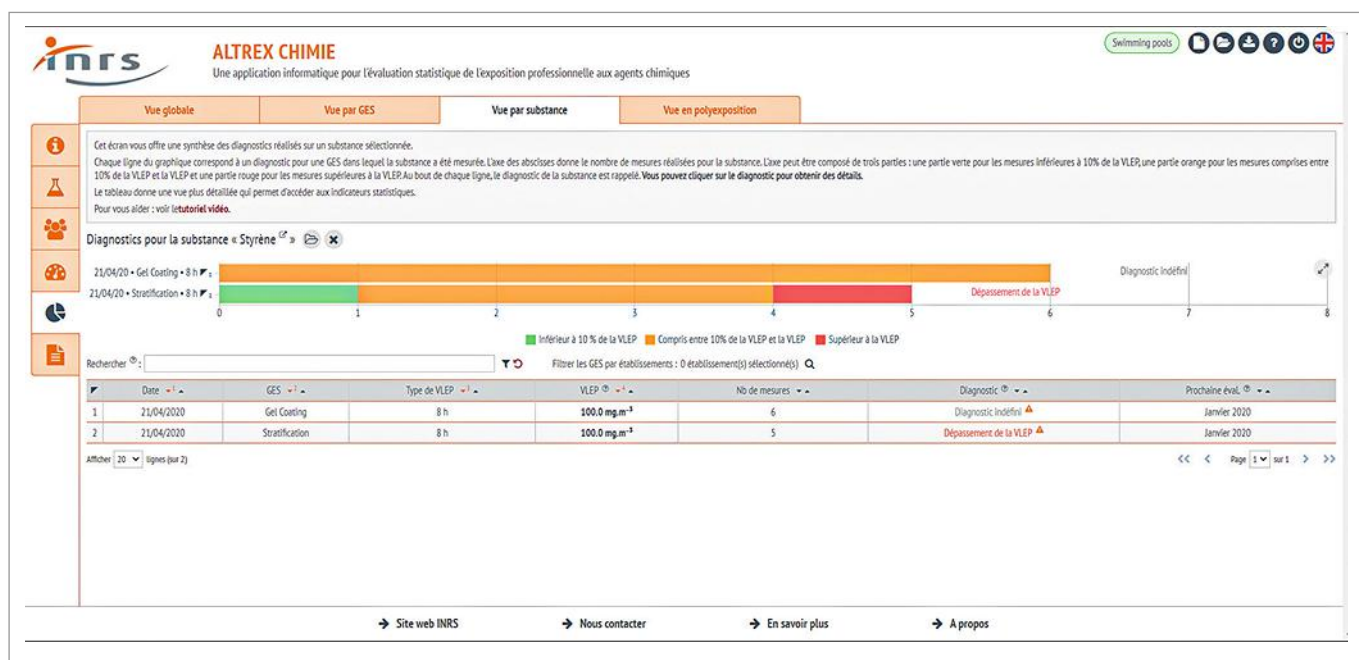 inrs
ALTREX CHIMIE
Une application informatique pour l'évaluation statistique de l'exposition professionnelle aux agents chimiques
Swimming pools
Vue globale Vue par GES Vue par substance Vue en polyexposition
Cet écran vous offre une synthèse des diagnostics réalisés sur un substance sélectionnée.
Chaque ligne du graphique correspond à un diagnostic pour une GES dans lequel la substance a été mesurée. L'axe des abscisses donne le nombre de mesures réalisées pour la substance. L'axe peut être composé de trois parties : une partie verte pour les mesures inférieures à 10% de la VLEP, une partie orange pour les mesures comprises entre
10% de la VLEP et la VLEP et une partie rouge pour les mesures supérieures à la VLEP. Au bout de chaque ligne, le diagnostic de la substance est rappelé. Vous pouvez cliquer sur le diagnostic pour obtenir des détails.
Le tableau donne une vue plus détaillée qui permet d'accéder aux indicateurs statistiques.
Pour vous aider : voir letutoriel vidéo.
Diagnostics pour la substance « Styrène »
21/04/20 • Gel Coating • 8 h Diagnostic indéfini
21/04/20 • Stratification • 8 h Dépassement de la VLEP
0 1 2 3 4 5 6 7 8
Inférieur à 10 % de la VLEP Compris entre 10% de la VLEP et la VLEP Supérieur à la VLEP
Rechercher : Filtrer les GES par établissements : 0 établissement(s) sélectionné(s)
Date GES Type de VLEP VLEP Nb de mesures Diagnostic Prochaine éval.
1 21/04/2020 Gel Coating 8 h 100.0 mg.m⁻³ 6 Diagnostic indéfini Janvier 2020
2 21/04/2020 Stratification 8 h 100.0 mg.m⁻³ 5 Dépassement de la VLEP Janvier 2020
Afficher 20 lignes (sur 2) << < Page 1 sur 1 > >>
→ Site web INRS → Nous contacter → En savoir plus → A propos